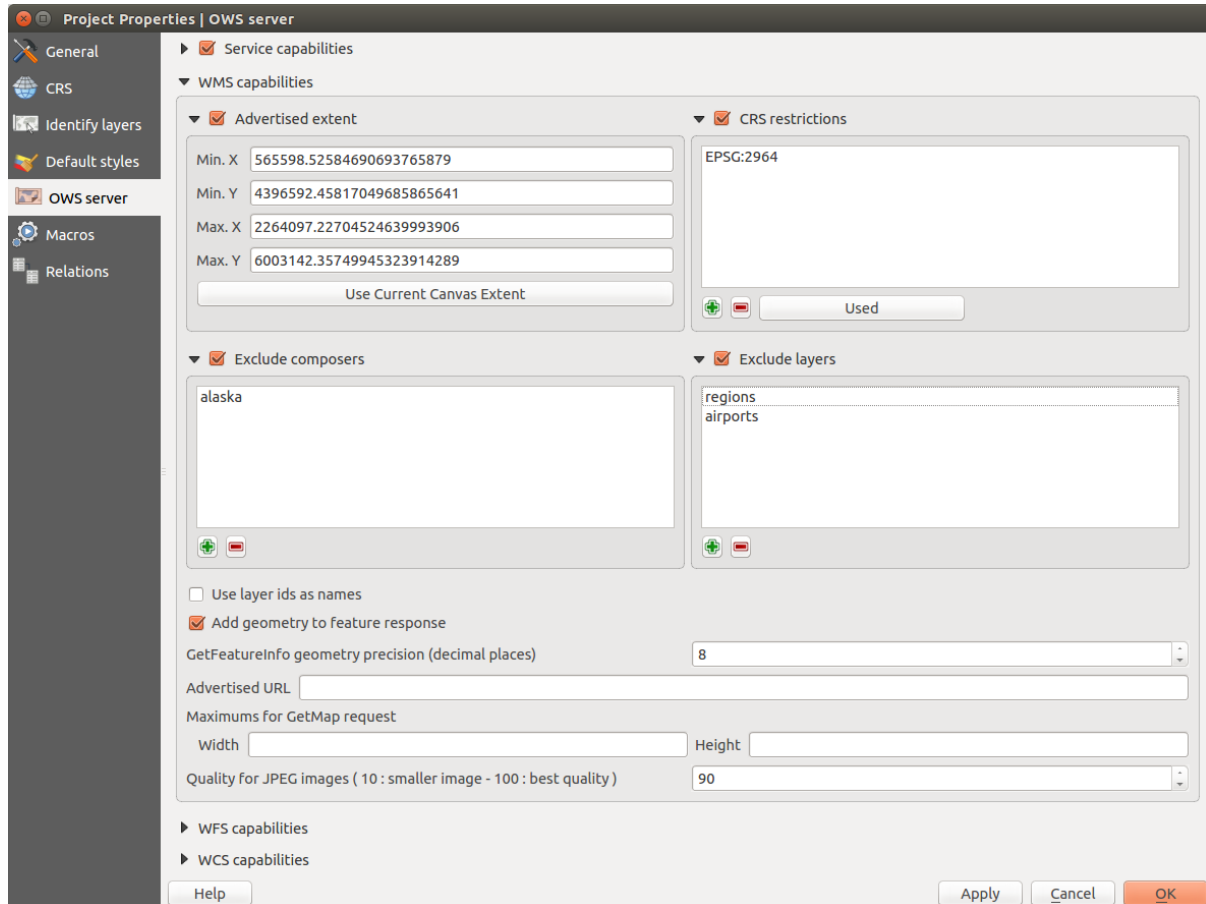 Project Properties | OWS server
General
CRS
Identify layers
Default styles
OWS server
Macros
Relations
Service capabilities
WMS capabilities
Advertised extent
Min. X 565598.52584690693765879
Min. Y 4396592.45817049685865641
Max. X 2264097.22704524639993906
Max. Y 6003142.35749945323914289
Use Current Canvas Extent
CRS restrictions
EPSG:2964
Used
Exclude composers
alaska
Exclude layers
regions
airports
Use layer ids as names
Add geometry to feature response
GetFeatureInfo geometry precision (decimal places) 8
Advertised URL
Maximums for GetMap request
Width Height
Quality for JPEG images ( 10 : smaller image - 100 : best quality ) 90
WFS capabilities
WCS capabilities
Help Apply Cancel OK